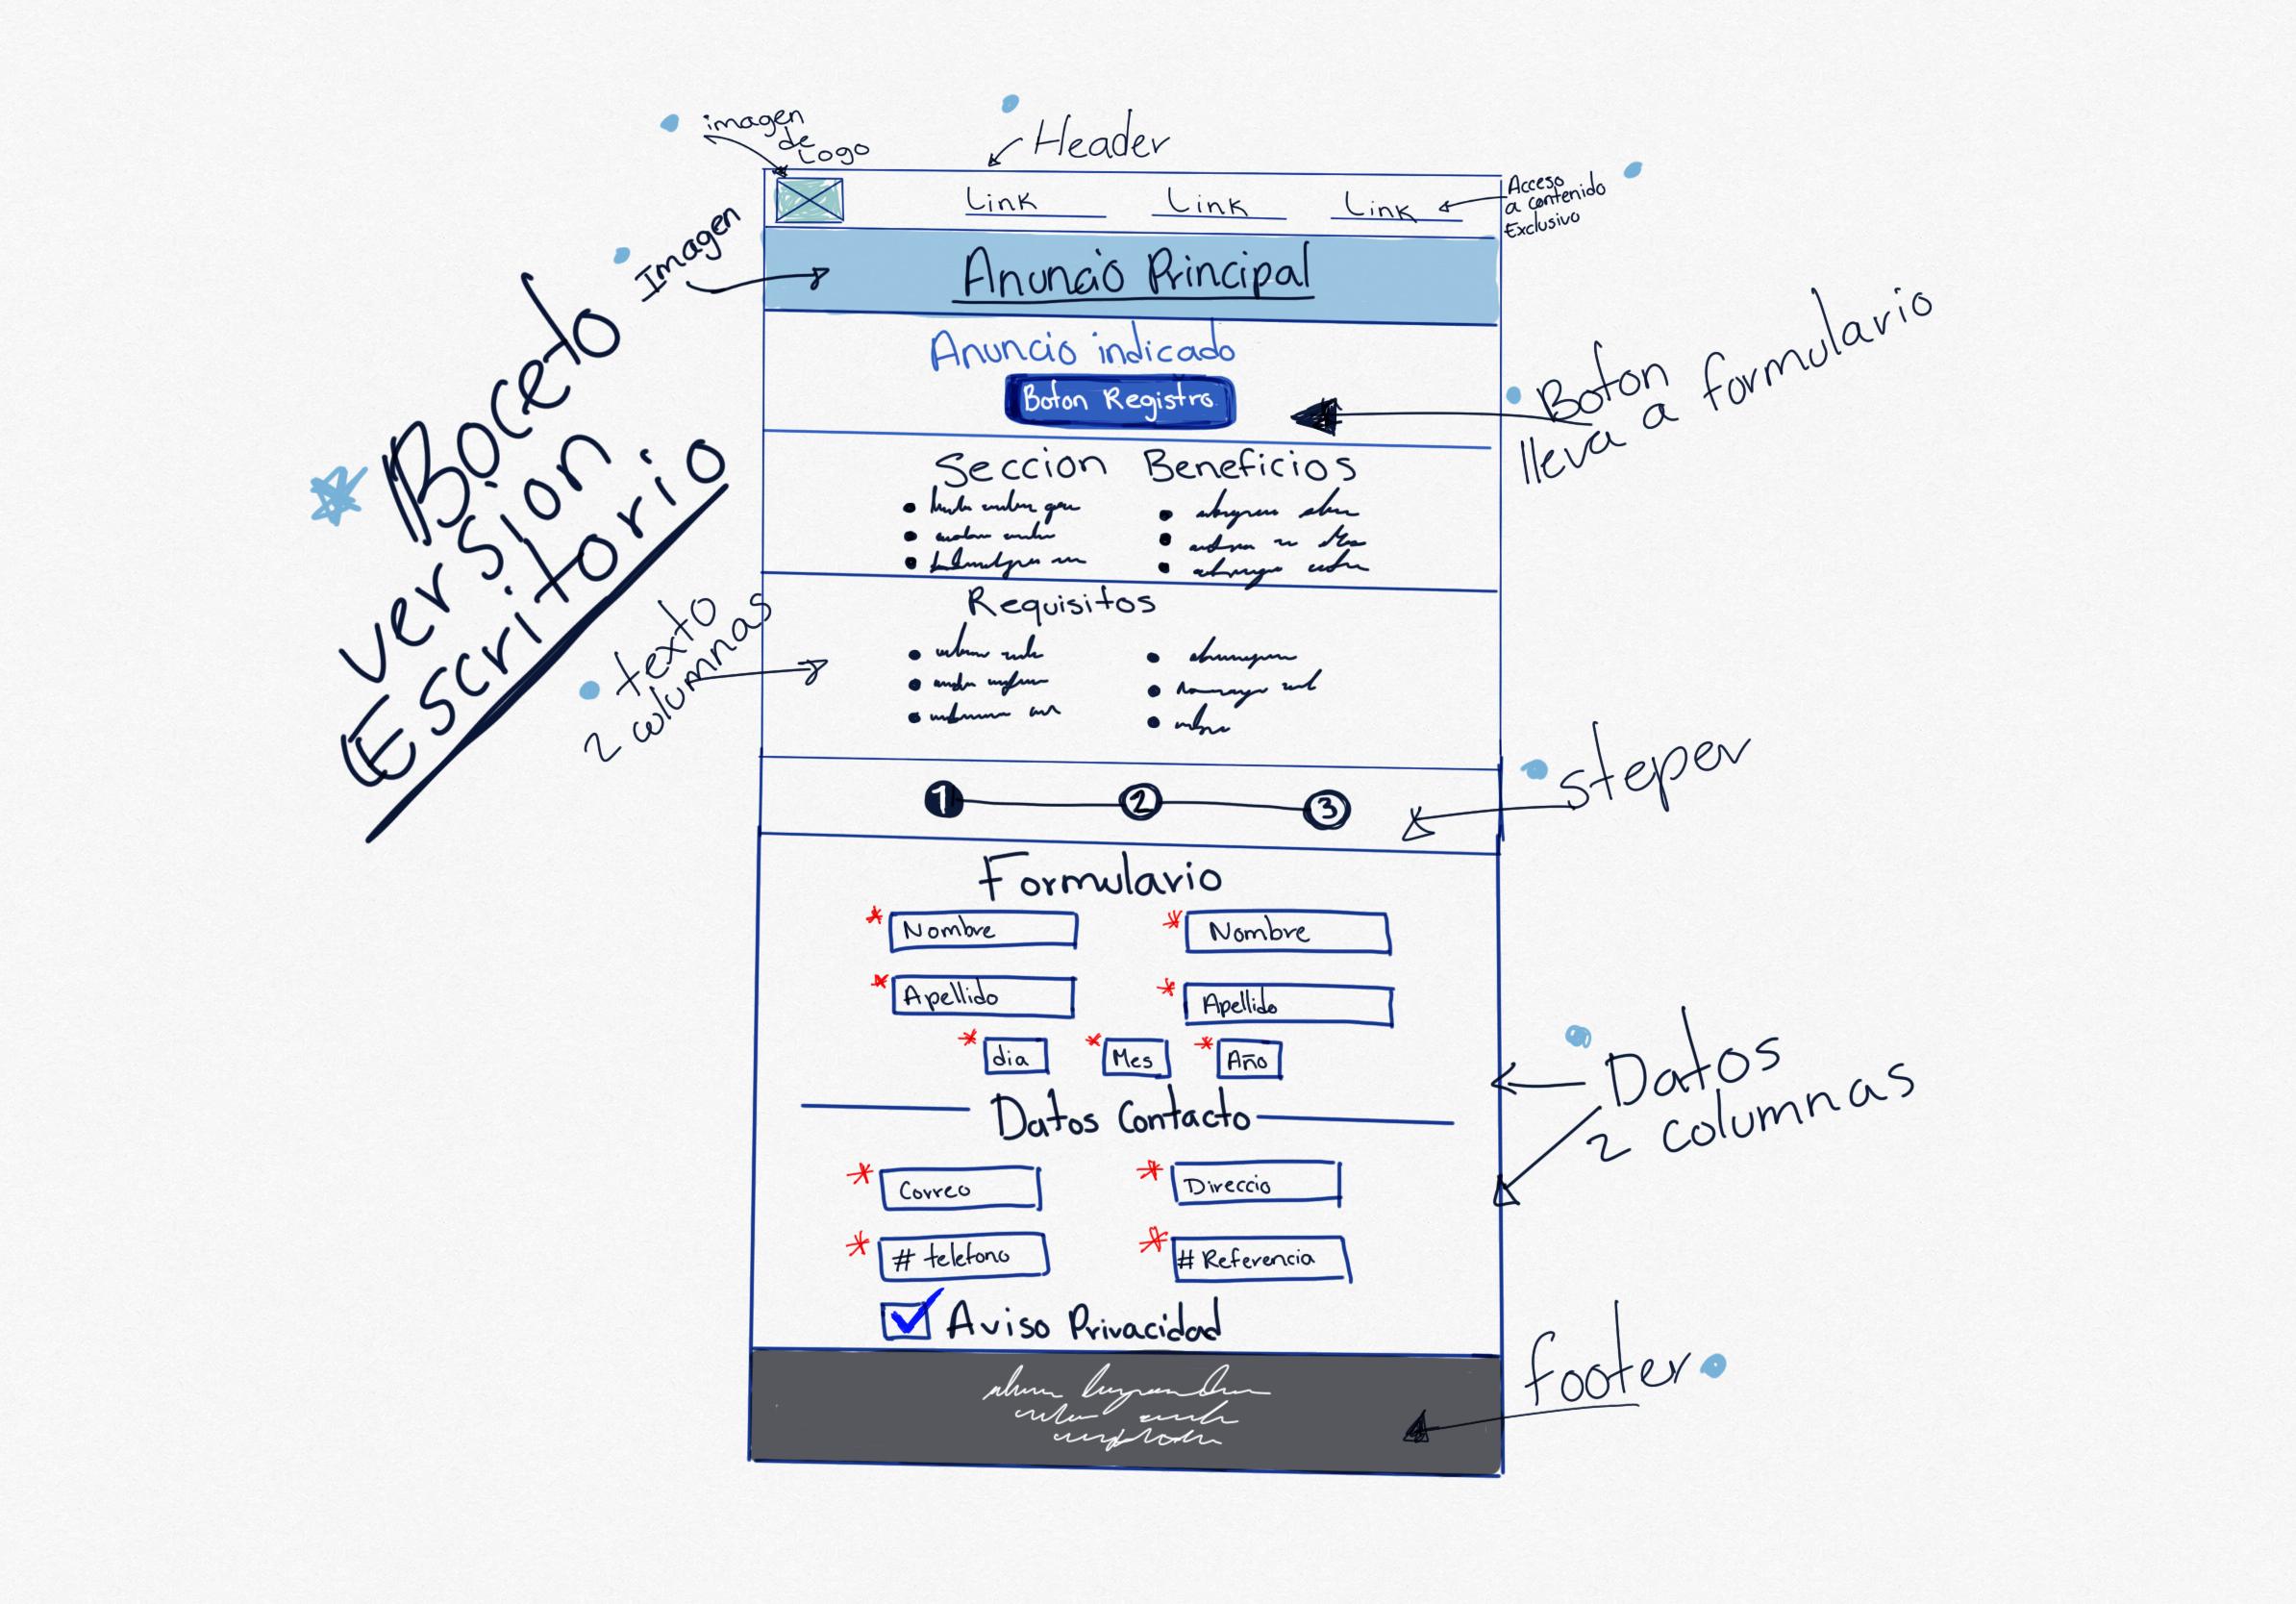 Boceto
version
Escritorio
imagen
de
Logo
Header
Link Link Link
Acceso
a contenido
Exclusivo
Imagen
Anuncio Principal
Anuncio indicado
Boton Registro
Boton
lleva a formulario
Seccion Beneficios
Requisitos
texto
2 columnas
1 2 3
steper
Formulario
* Nombre * Nombre
* Apellido * Apellido
* dia * Mes * Año
Datos
2 columnas
Datos Contacto
* Correo * Direccio
* # telefono * # Referencia
Aviso Privacidad
footer